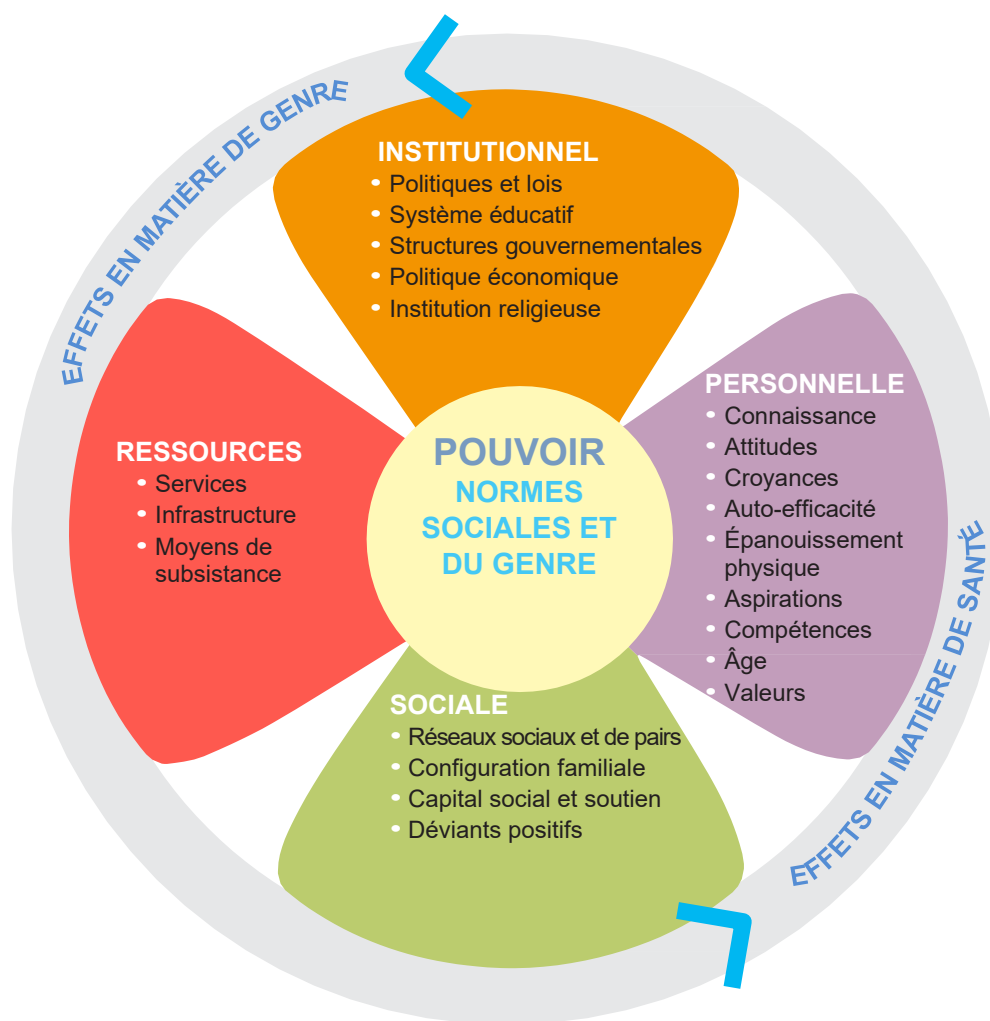 EFFETS EN MATIÈRE DE GENRE
INSTITUTIONNEL
• Politiques et lois
• Système éducatif
• Structures gouvernementales
• Politique économique
• Institution religieuse
PERSONNELLE
• Connaissance
• Attitudes
• Croyances
• Auto-efficacité
• Épanouissement
physique
• Aspirations
• Compétences
• Âge
• Valeurs
RESSOURCES
• Services
• Infrastructure
• Moyens de
subsistance
POUVOIR
NORMES
SOCIALES ET
DU GENRE
SOCIALE
• Réseaux sociaux et de pairs
• Configuration familiale
• Capital social et soutien
• Déviants positifs
EFFETS EN MATIÈRE DE SANTÉ